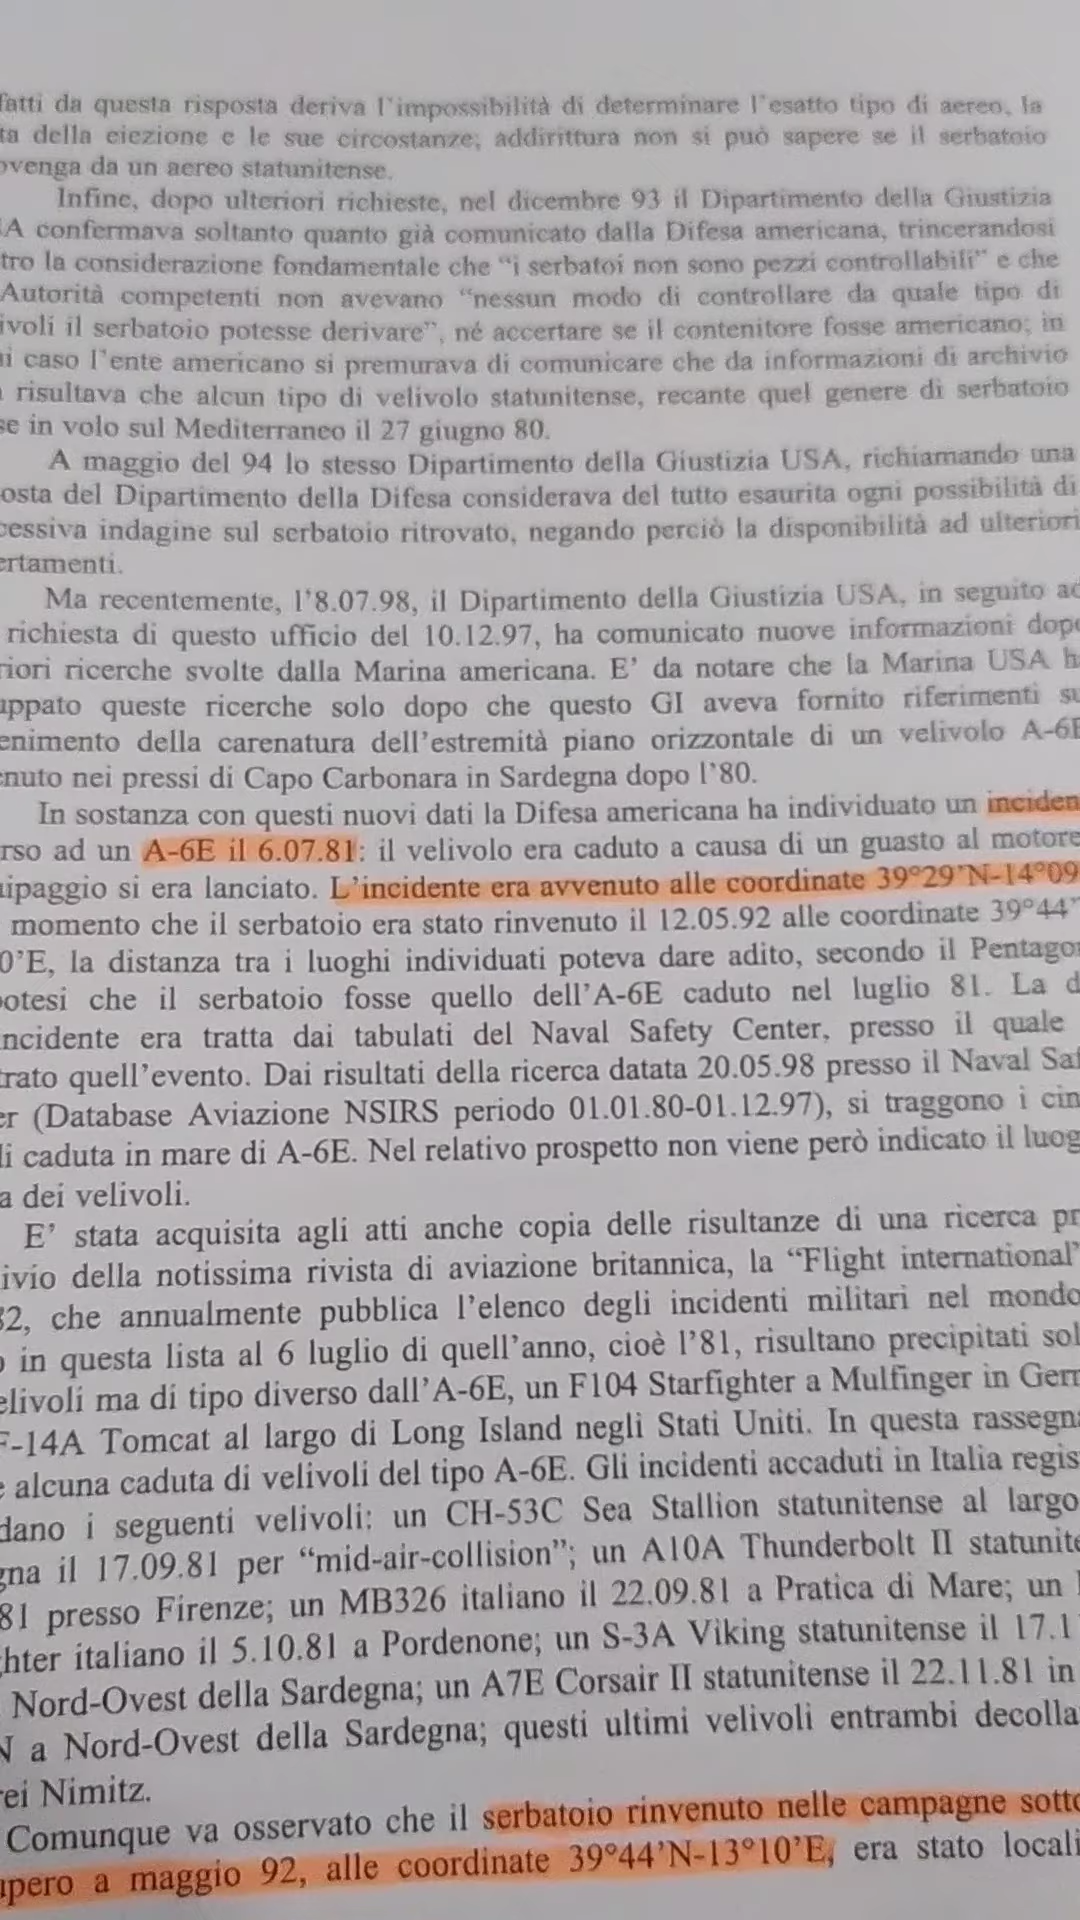 fatti da questa risposta deriva l'impossibilità di determinare l'esatto tipo di aereo, la
ta della eiezione e le sue circostanze; addirittura non si può sapere se il serbatoio
ovenga da un aereo statunitense.
Infine, dopo ulteriori richieste, nel dicembre 93 il Dipartimento della Giustizia
A confermava soltanto quanto già comunicato dalla Difesa americana, trincerandosi
tro la considerazione fondamentale che “i serbatoi non sono pezzi controllabili” e che
Autorità competenti non avevano “nessun modo di controllare da quale tipo di
ivoli il serbatoio potesse derivare”, né accertare se il contenitore fosse americano; in
ni caso l'ente americano si premurava di comunicare che da informazioni di archivio
risultava che alcun tipo di velivolo statunitense, recante quel genere di serbatoio
se in volo sul Mediterraneo il 27 giugno 80.
A maggio del 94 lo stesso Dipartimento della Giustizia USA, richiamando una
osta del Dipartimento della Difesa considerava del tutto esaurita ogni possibilità di
cessiva indagine sul serbatoio ritrovato, negando perciò la disponibilità ad ulteriori
ertamenti.
Ma recentemente, l'8.07.98, il Dipartimento della Giustizia USA, in seguito ad
richiesta di questo ufficio del 10.12.97, ha comunicato nuove informazioni dopo
riori ricerche svolte dalla Marina americana. E' da notare che la Marina USA ha
uppato queste ricerche solo dopo che questo GI aveva fornito riferimenti su
enimento della carenatura dell'estremità piano orizzontale di un velivolo A-6E
enuto nei pressi di Capo Carbonara in Sardegna dopo l'80.
In sostanza con questi nuovi dati la Difesa americana ha individuato un inciden
rso ad un A-6E il 6.07.81: il velivolo era caduto a causa di un guasto al motore
uipaggio si era lanciato. L'incidente era avvenuto alle coordinate 39°29'N-14°09
momento che il serbatoio era stato rinvenuto il 12.05.92 alle coordinate 39°44'
0'E, la distanza tra i luoghi individuati poteva dare adito, secondo il Pentagon
potesi che il serbatoio fosse quello dell'A-6E caduto nel luglio 81. La d
incidente era tratta dai tabulati del Naval Safety Center, presso il quale
trato quell'evento. Dai risultati della ricerca datata 20.05.98 presso il Naval Saf
er (Database Aviazione NSIRS periodo 01.01.80-01.12.97), si traggono i cin
li caduta in mare di A-6E. Nel relativo prospetto non viene però indicato il luog
a dei velivoli.
E' stata acquisita agli atti anche copia delle risultanze di una ricerca pr
ivio della notissima rivista di aviazione britannica, la “Flight international”
82, che annualmente pubblica l'elenco degli incidenti militari nel mondo
o in questa lista al 6 luglio di quell'anno, cioè l'81, risultano precipitati sol
elivoli ma di tipo diverso dall'A-6E, un F104 Starfighter a Mulfinger in Germ
F-14A Tomcat al largo di Long Island negli Stati Uniti. In questa rassegna
e alcuna caduta di velivoli del tipo A-6E. Gli incidenti accaduti in Italia regis
dano i seguenti velivoli: un CH-53C Sea Stallion statunitense al largo
gna il 17.09.81 per “mid-air-collision”; un A10A Thunderbolt II statunite
81 presso Firenze; un MB326 italiano il 22.09.81 a Pratica di Mare; un
ghter italiano il 5.10.81 a Pordenone; un S-3A Viking statunitense il 17.1
Nord-Ovest della Sardegna; un A7E Corsair II statunitense il 22.11.81 in
N a Nord-Ovest della Sardegna; questi ultimi velivoli entrambi decolla
rei Nimitz.
Comunque va osservato che il serbatoio rinvenuto nelle campagne sotto
upero a maggio 92, alle coordinate 39°44'N-13°10'E, era stato locali